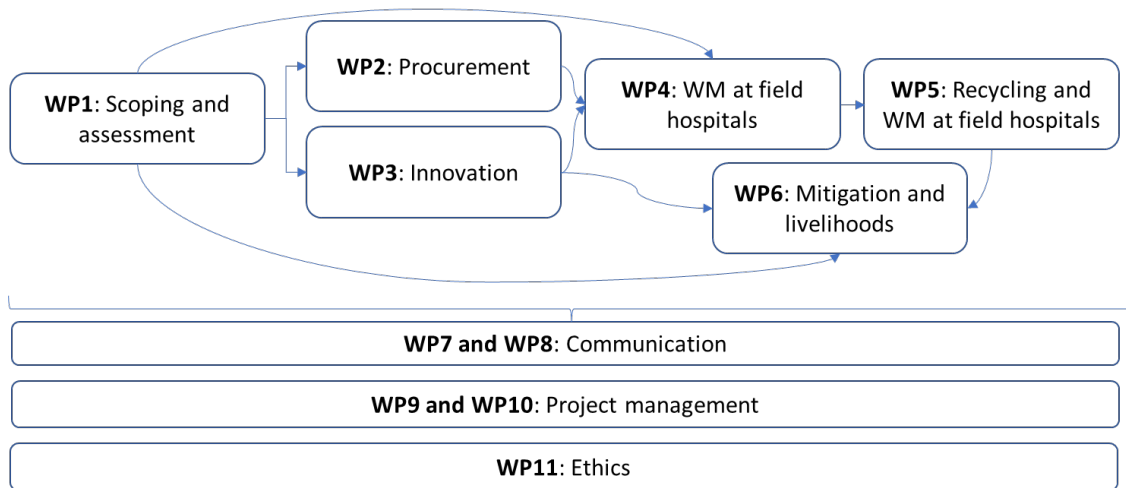 WP1: Scoping and
assessment
WP2: Procurement
WP3: Innovation
WP4: WM at field
hospitals
WP5: Recycling and
WM at field hospitals
WP6: Mitigation and
livelihoods
WP7 and WP8: Communication
WP9 and WP10: Project management
WP11: Ethics